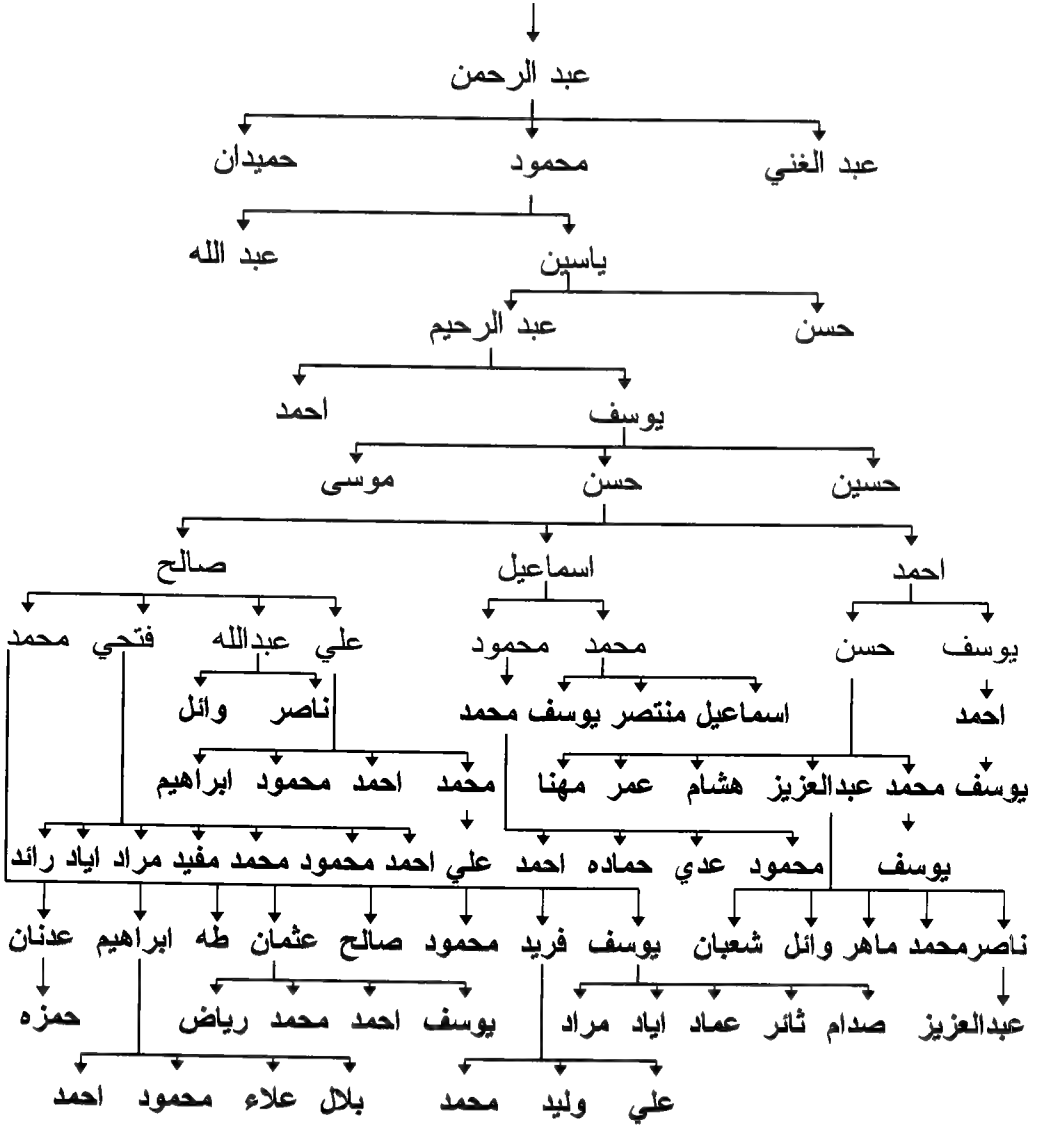 عبد الرحمن
عبد الغني محمود حميدان
ياسين عبد الله
حسن عبد الرحيم
يوسف احمد
حسين حسن موسى
احمد اسماعيل صالح
يوسف حسن محمد محمود علي عبدالله فتحي محمد
احمد اسماعيل منتصر يوسف محمد ناصر وائل
يوسف محمد عبدالعزيز هشام عمر مهنا محمد احمد محمود ابراهيم
يوسف محمود عدي حماده احمد علي احمد محمود محمد مفيد مراد اياد رائد
ناصر محمد ماهر وائل شعبان يوسف فريد محمود صالح عثمان طه ابراهيم عدنان
عبدالعزيز صدام ثائر عماد اياد مراد يوسف احمد محمد رياض حمزه
علي وليد محمد بلال علاء محمود احمد